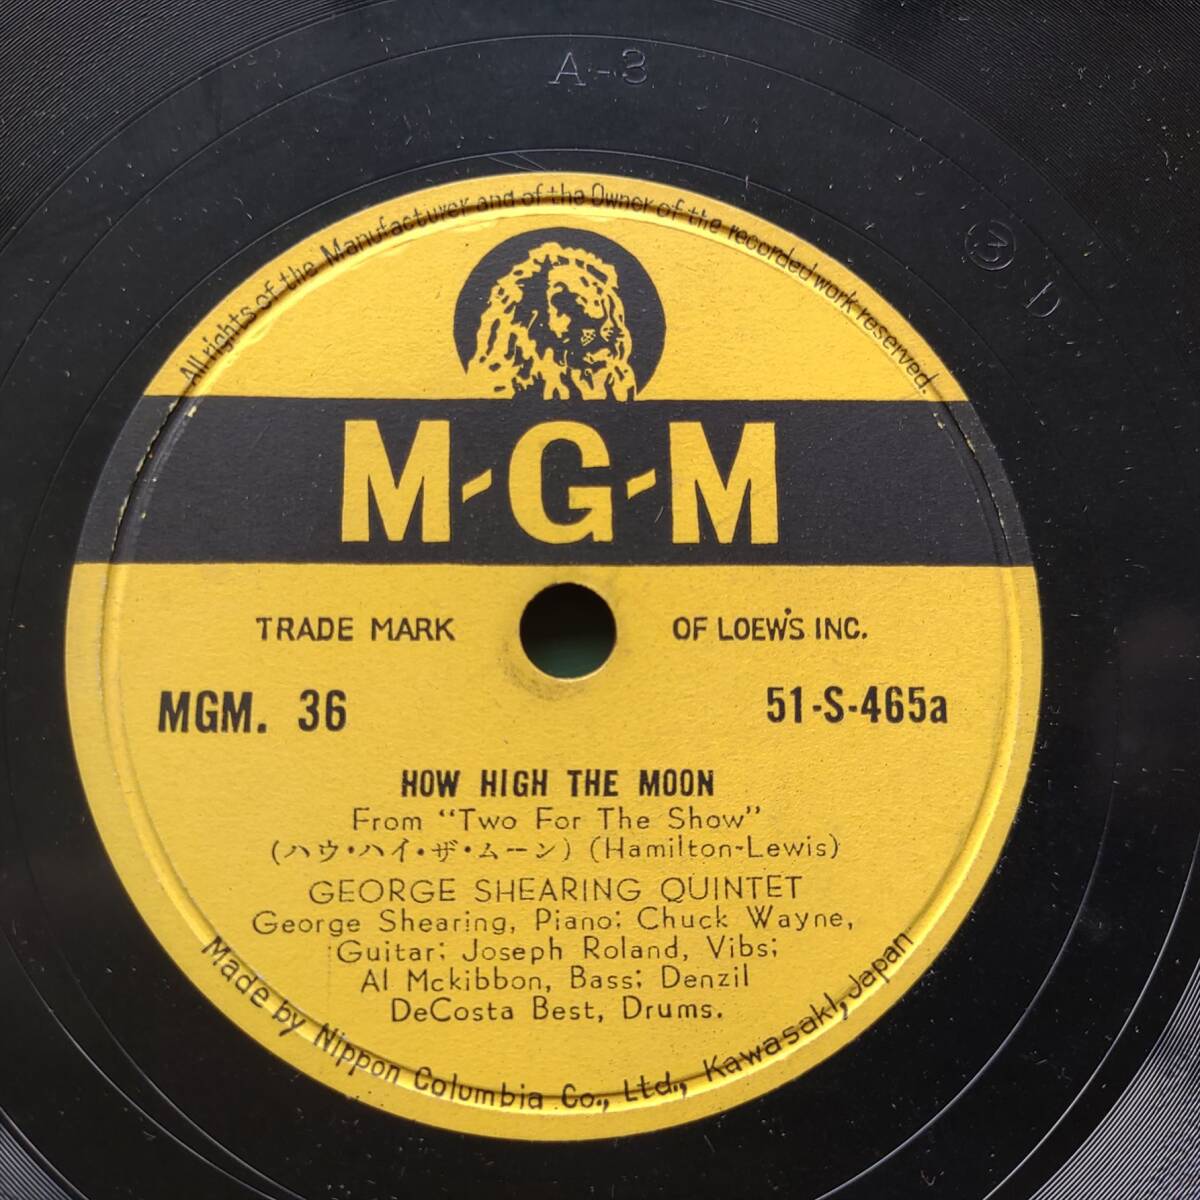 A-3
D
All rights of the Manufacturer and of the Owner of the recorded work reserved.
M-G-M
TRADE MARK OF LOEW'S INC.
MGM. 36 51-S-465a
HOW HIGH THE MOON
From “Two For The Show”
(ハウ・ハイ・ザ・ムーン) (Hamilton-Lewis)
GEORGE SHEARING QUINTET
George Shearing, Piano; Chuck Wayne,
Guitar; Joseph Roland, Vibs;
Al Mckibbon, Bass; Denzil
DeCosta Best, Drums.
Made by Nippon Columbia Co., Ltd., Kawasaki, Japan